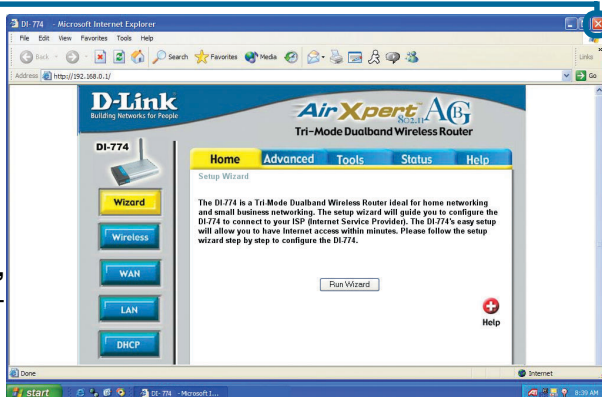 DI-774 - Microsoft Internet Explorer
File Edit View Favorites Tools Help
Back Search Favorites Media Links
Address http://192.168.0.1/ Go
D-Link
Building Networks for People
Air Xpert ABG
802.11
Tri-Mode Dualband Wireless Router
DI-774
Home Advanced Tools Status Help
Setup Wizard
Wizard
The DI-774 is a Tri-Mode Dualband Wireless Router ideal for home networking
and small business networking. The setup wizard will guide you to configure the
DI-774 to connect to your ISP (Internet Service Provider). The DI-774's easy setup
will allow you to have Internet access within minutes. Please follow the setup
wizard step by step to configure the DI-774.
Wireless
WAN
Run Wizard
LAN
Help
DHCP
Done Internet
start DI-774 - Microsoft I... 8:39 AM